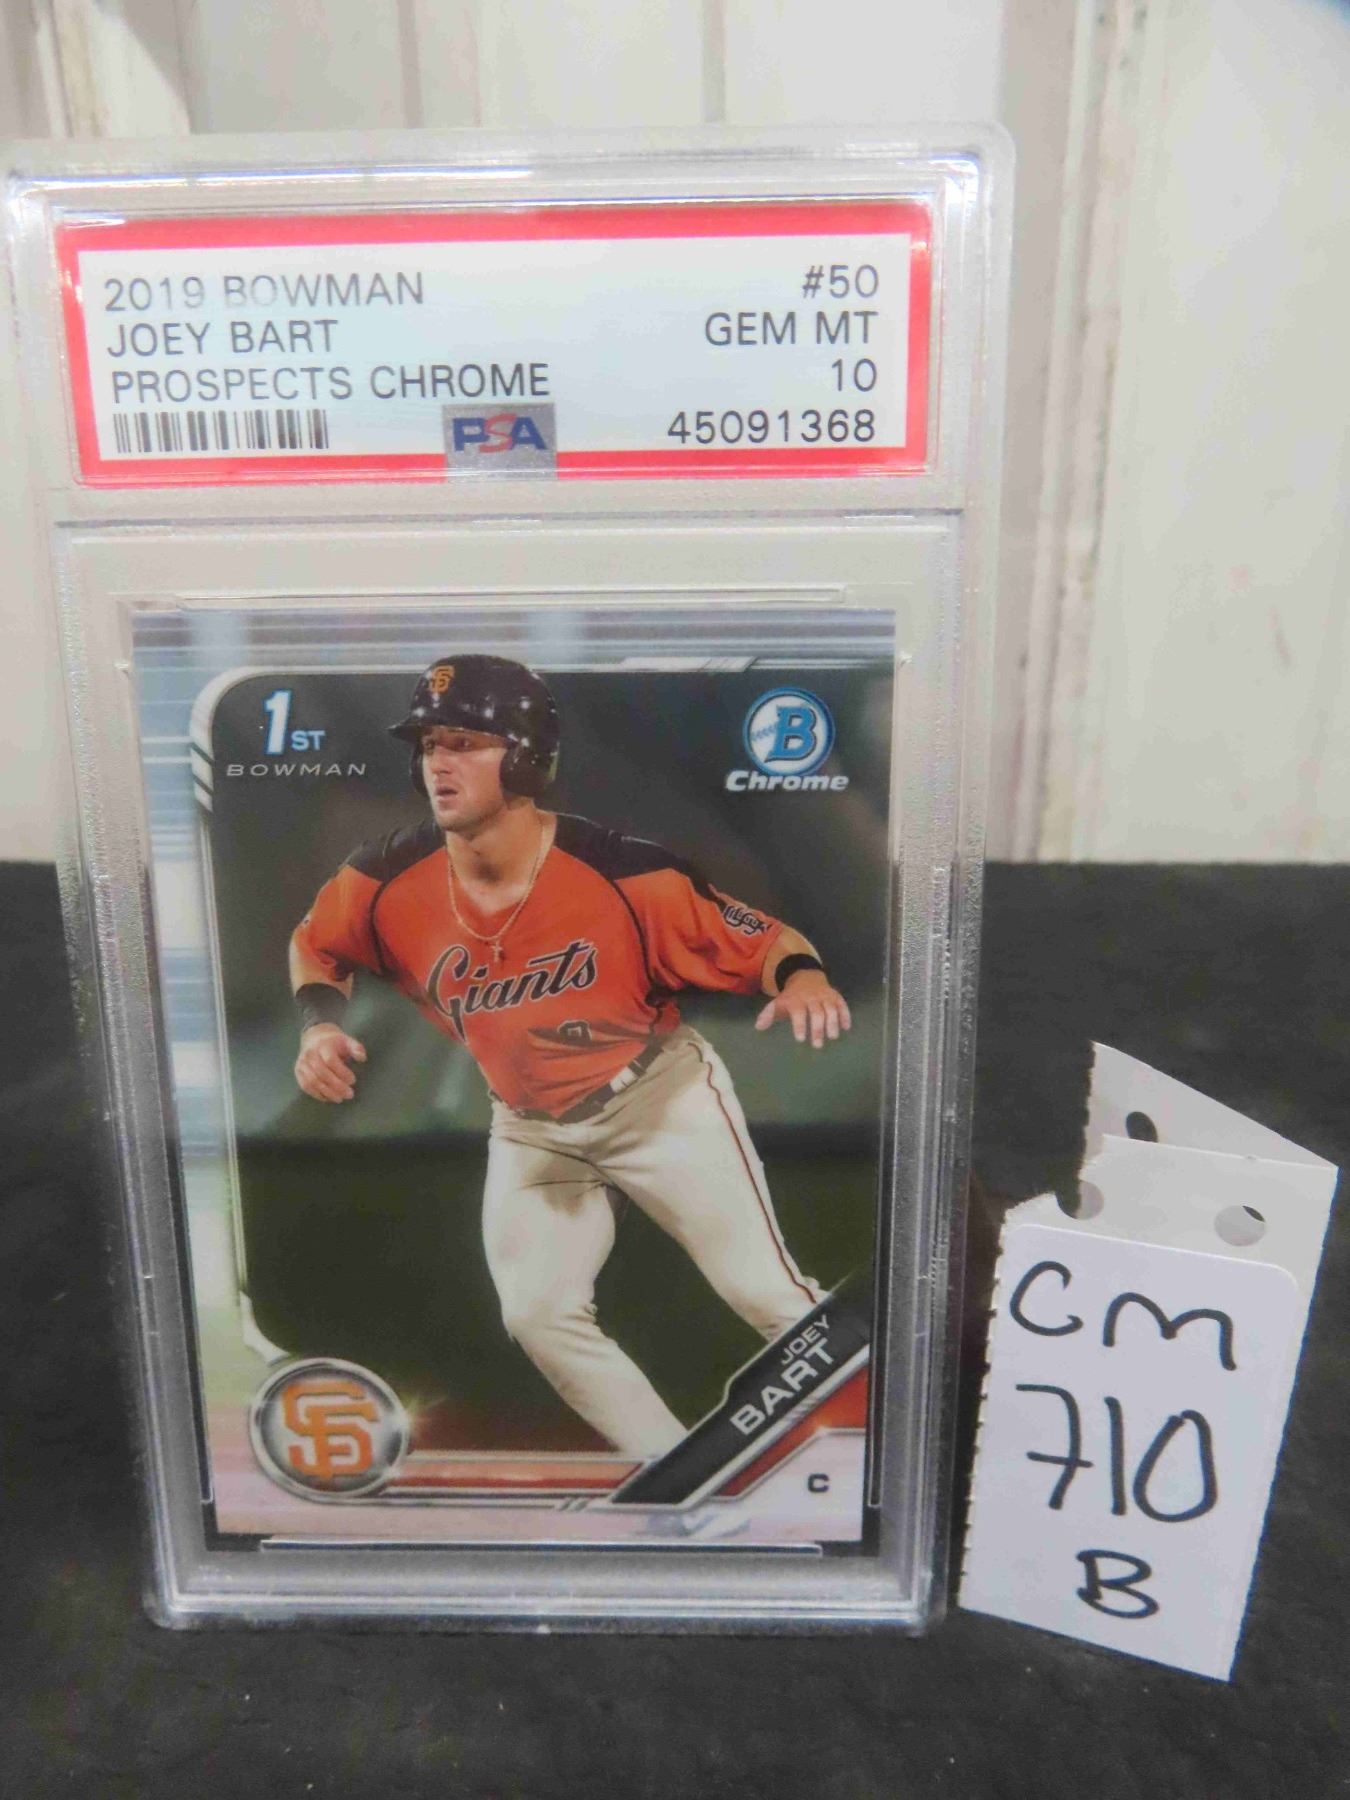 2019 BOWMAN #50
JOEY BART GEM MT
PROSPECTS CHROME 10
PSA 45091368
1ST
BOWMAN
B
Chrome
SF
Giants
SF
JOEY
BART
C
CM
710
B